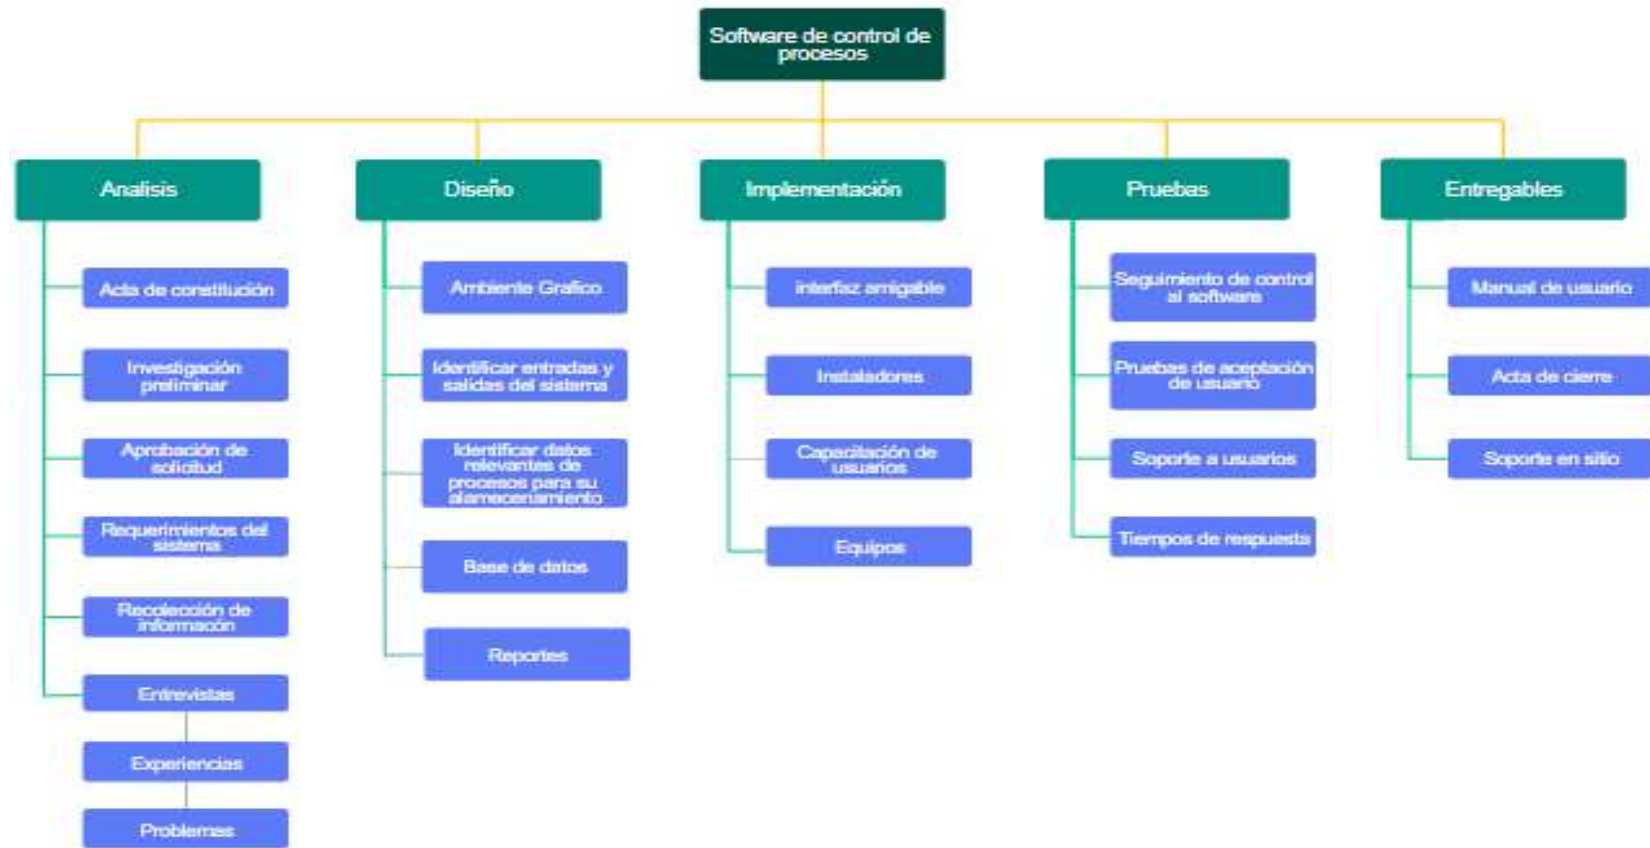 Software de control de
procesos
Analisis
Diseño
Implementación
Pruebas
Entregables
Acta de constitución
Investigación
preliminar
Aprobación de
solicitud
Requerimientos del
sistema
Recolección de
informacón
Entrevistas
Experiencias
Problemas
Ambiente Grafico
Identificar entradas y
salidas del sistema
Identificar datos
relevantes de
procesos para su
alamecenamiento
Base de datos
Reportes
interfaz amigable
Instaladores
Capacitación de
usuarios
Equipos
Seguimiento de control
al software
Pruebas de aceptación
de usuario
Soporte a usuarios
Tiempos de respuesta
Manual de usuario
Acta de cierre
Soporte en sitio